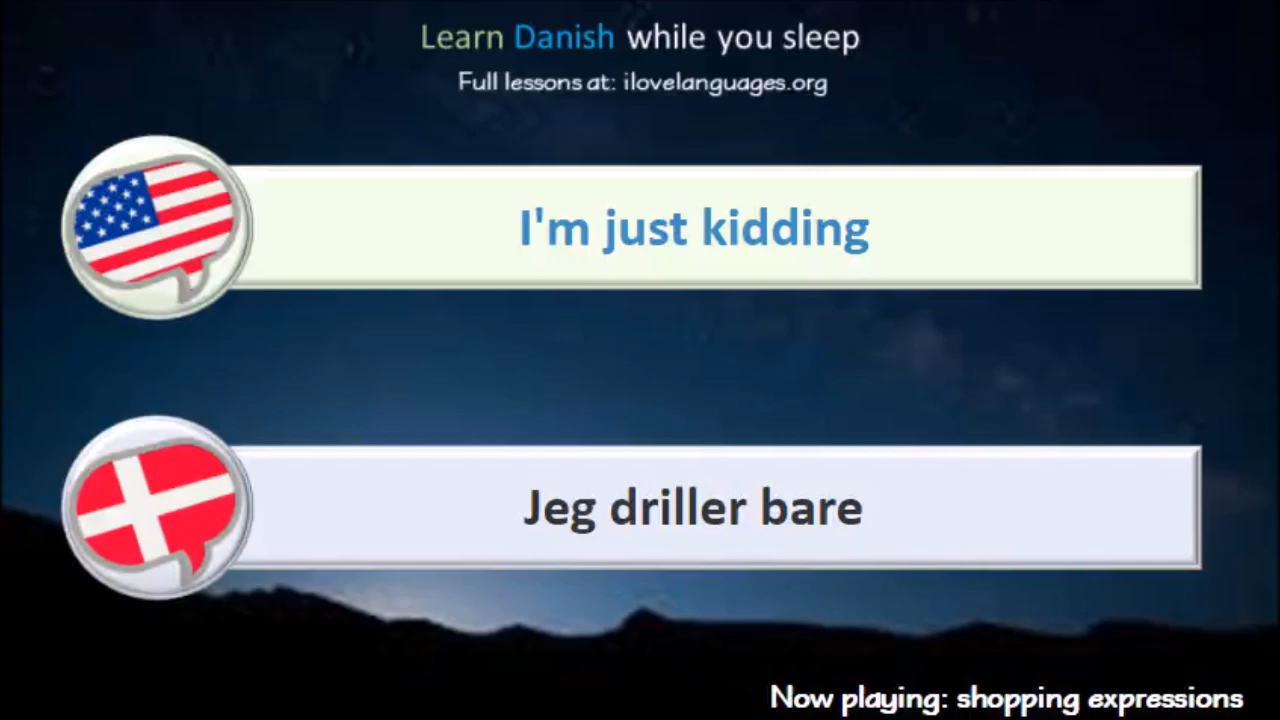 Learn Danish while you sleep
Full lessons at: ilovelanguages.org
I'm just kidding
Jeg driller bare
Now playing: shopping expressions